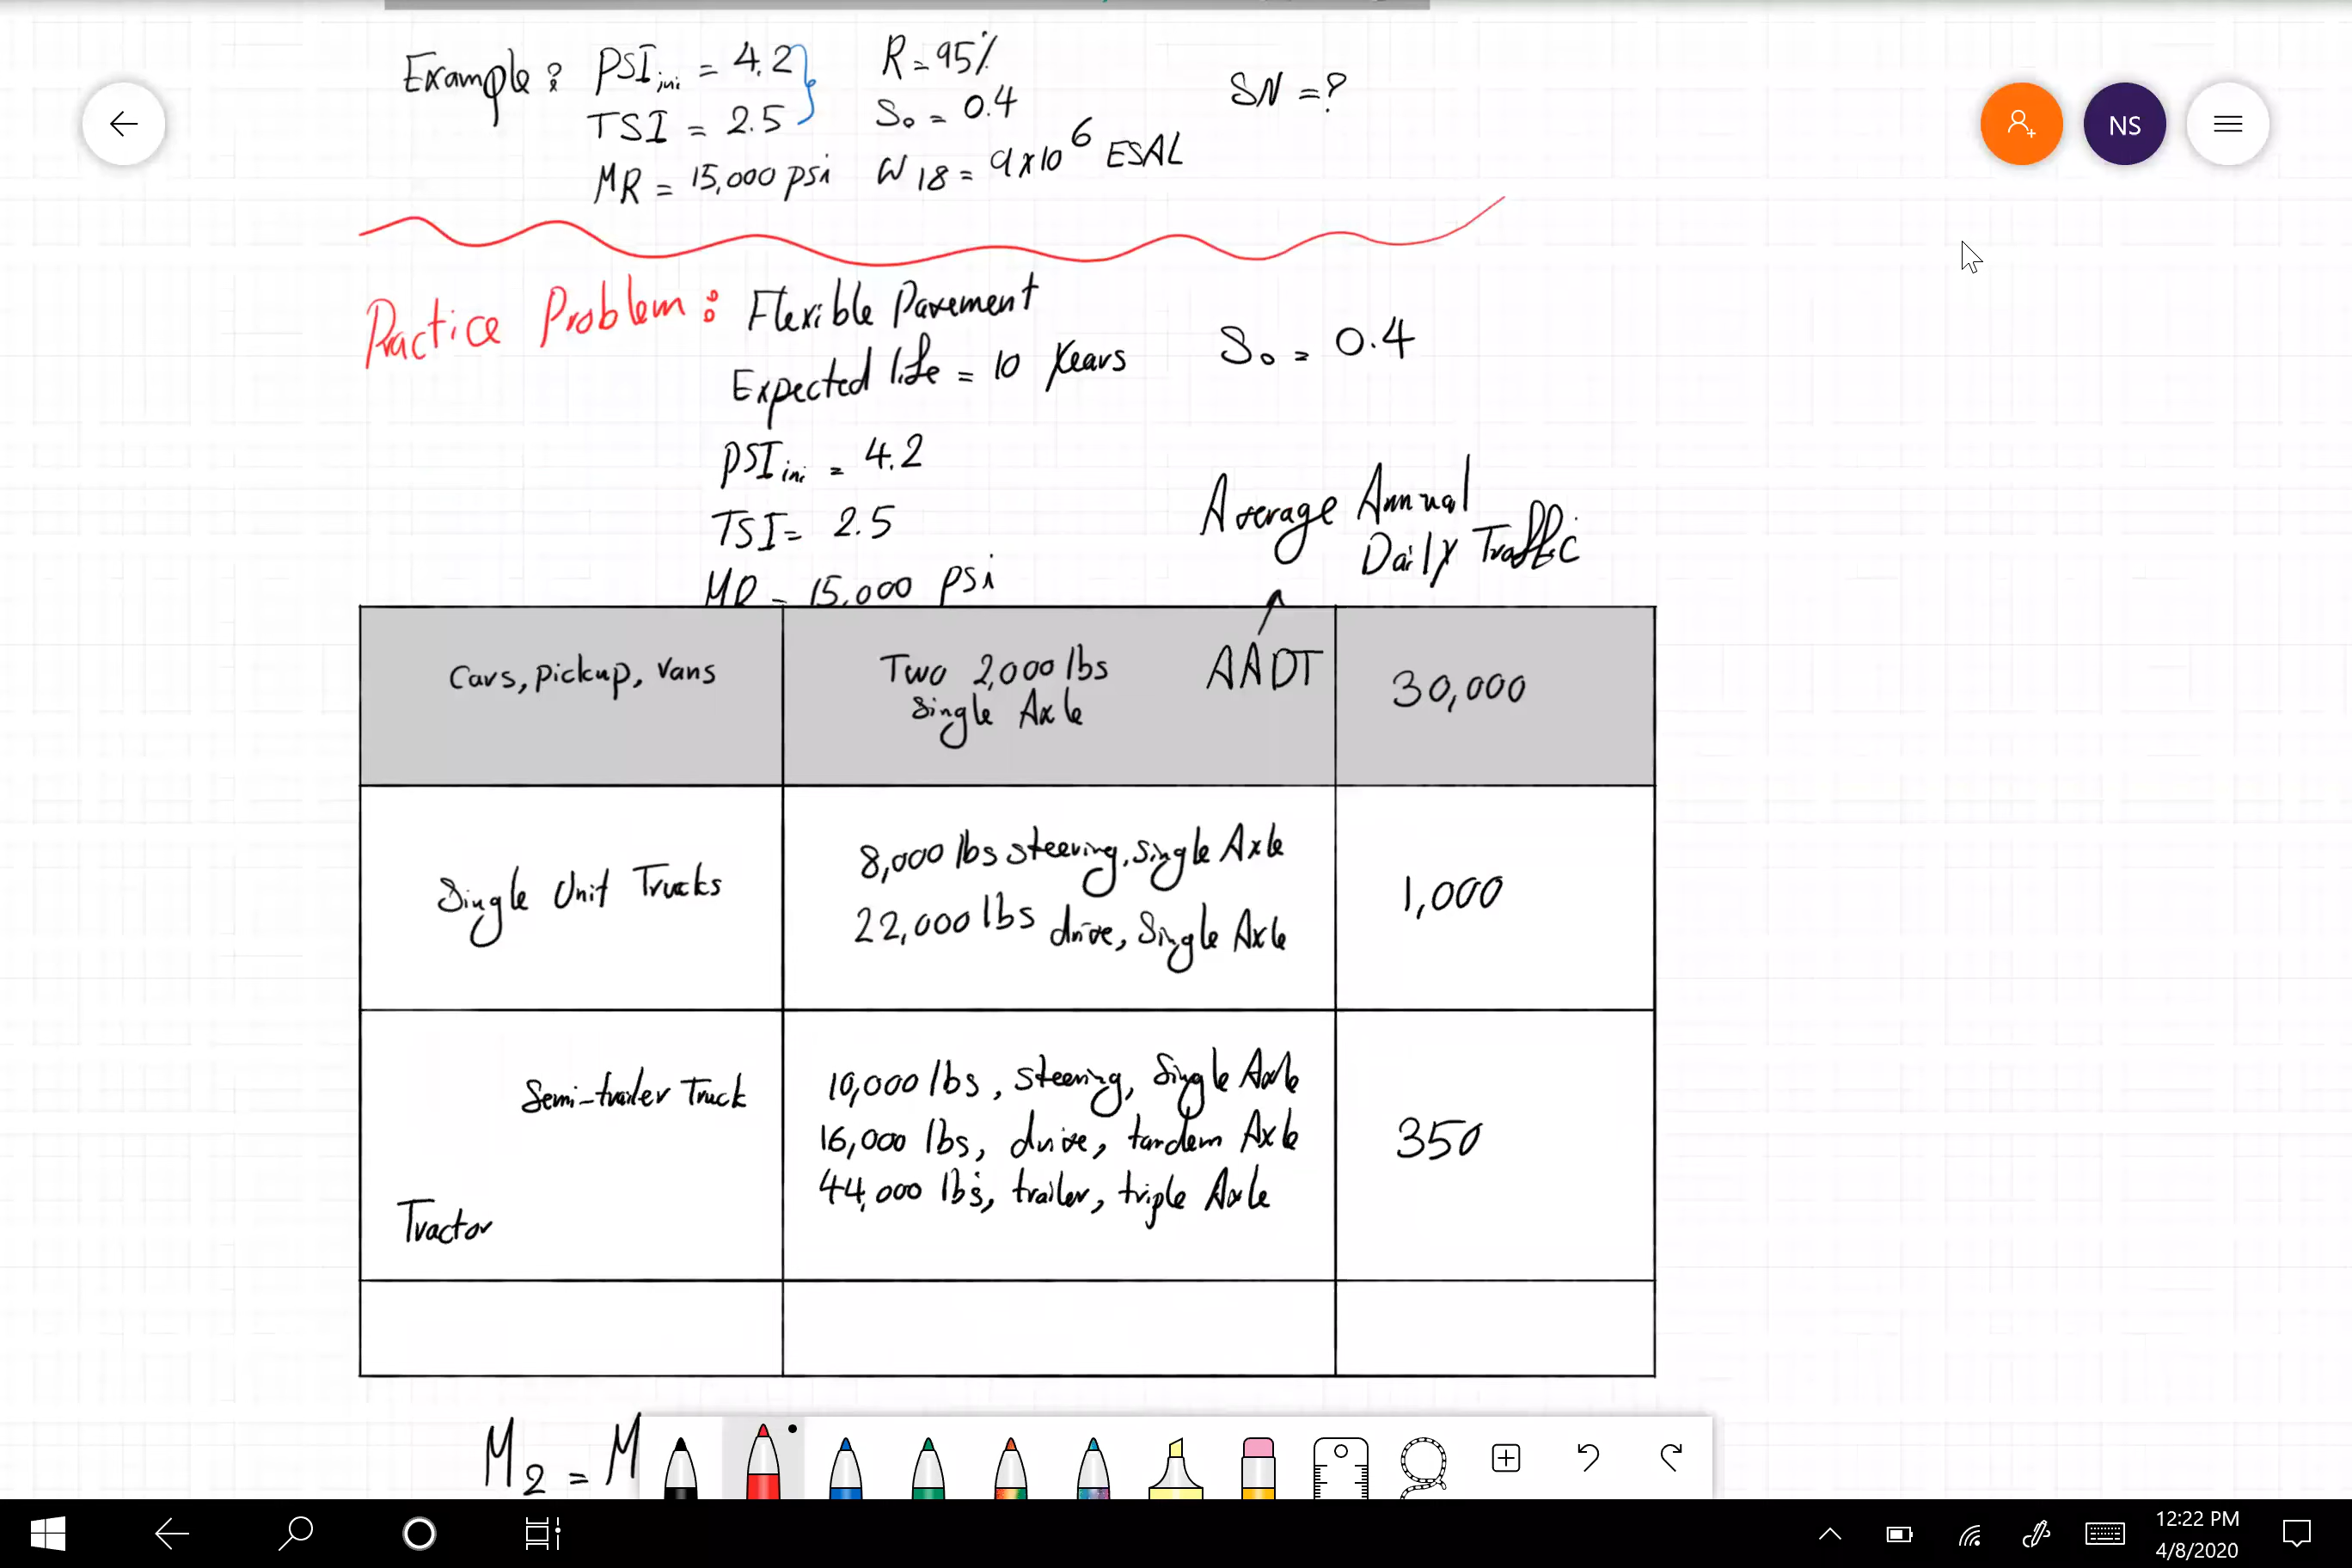 Example: PSI ini = 4.2
TSI = 2.5
MR = 15,000 psi
R = 95%
So = 0.4
W18 = 9x10^6 ESAL
SN = ?
NS
Practice Problem: Flexible Pavement
Expected life = 10 years
So = 0.4
PSI ini = 4.2
TSI = 2.5
MR = 15,000 psi
Average Annual
Daily Traffic
Cars, pickup, vans
Two 2,000 lbs
Single Axle
AADT
30,000
Single Unit Trucks
8,000 lbs steering, single Axle
22,000 lbs drive, Single Axle
1,000
Semi-trailer Truck
Tractor
10,000 lbs, steering, Single Axle
16,000 lbs, drive, tandem Axle
44,000 lbs, trailer, triple Axle
350
M2 = M
12:22 PM
4/8/2020